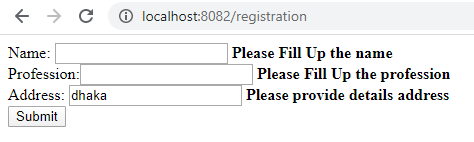 localhost:8082/registration
Name: Please Fill Up the name
Profession: Please Fill Up the profession
Address: dhaka Please provide details address
Submit